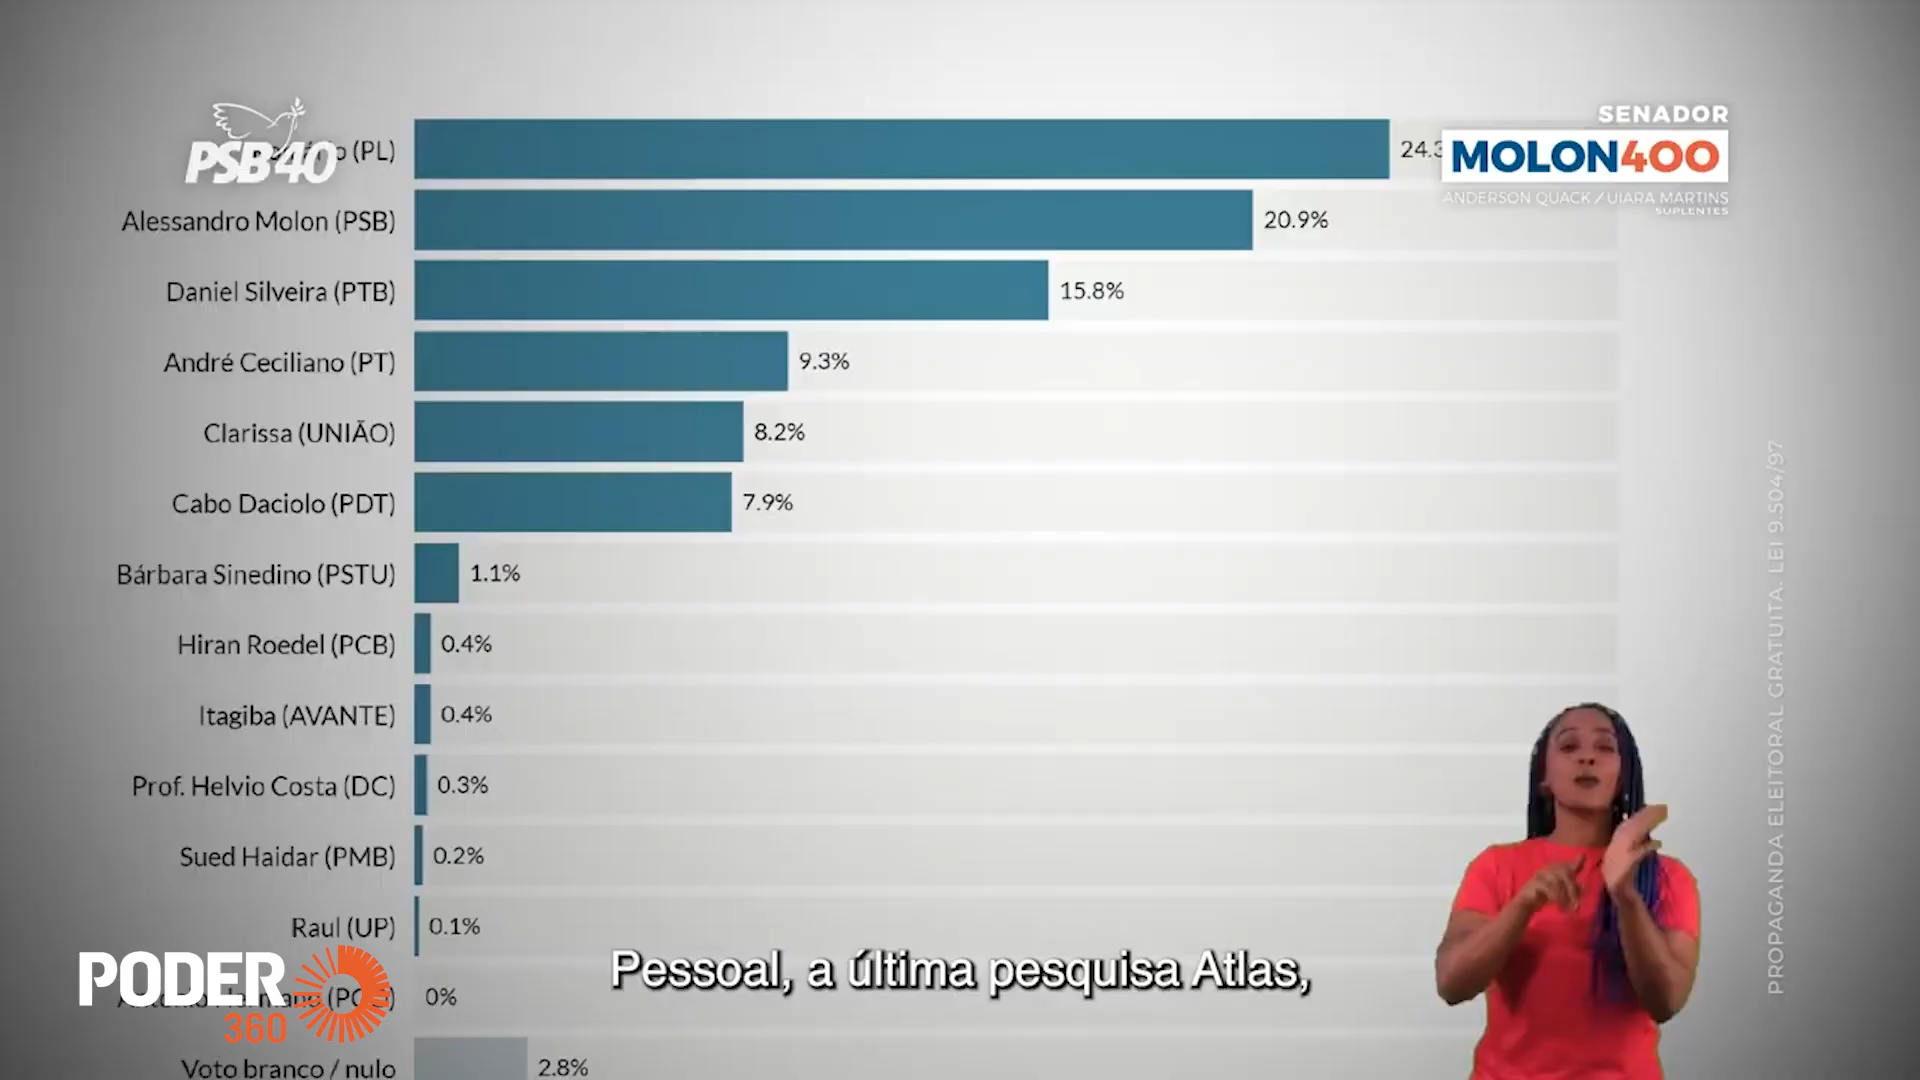 SENADOR
PSB40
(PL)
24.3
MOLON400
ANDERSON QUACK / UIARA MARTINS
SUPLENTES
Alessandro Molon (PSB)
20.9%
Daniel Silveira (PTB)
15.8%
André Ceciliano (PT)
9.3%
Clarissa (UNIÃO)
8.2%
Cabo Daciolo (PDT)
7.9%
Bárbara Sinedino (PSTU)
1.1%
Hiran Roedel (PCB)
0.4%
Itagiba (AVANTE)
0.4%
Prof. Helvio Costa (DC)
0.3%
Sued Haidar (PMB)
0.2%
Raul (UP)
0.1%
PODER
360
0%
Pessoal, a última pesquisa Atlas,
Voto branco / nulo
2.8%
PROPAGANDA ELEITORAL GRATUITA. LEI 9.504/97